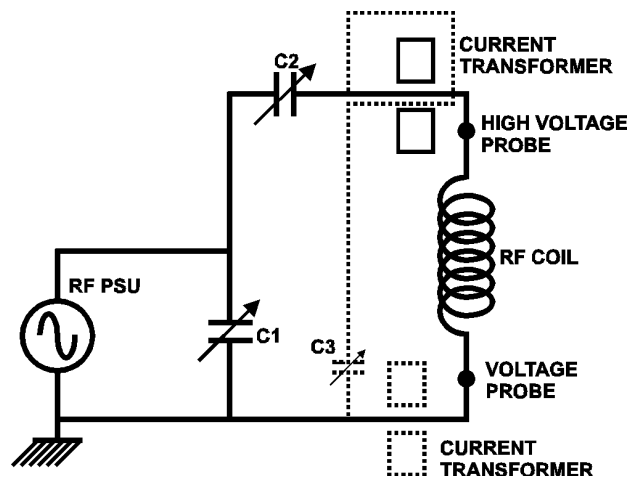 C2
CURRENT
TRANSFORMER
HIGH VOLTAGE
PROBE
RF COIL
RF PSU
C1
C3
VOLTAGE
PROBE
CURRENT
TRANSFORMER